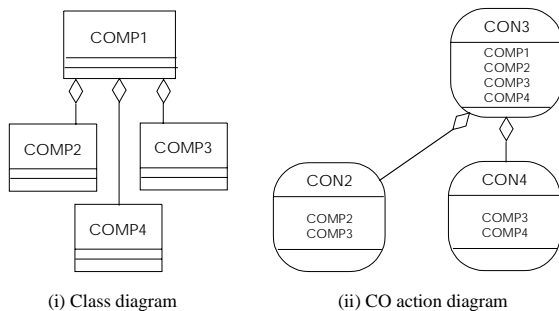 COMP1
COMP2
COMP3
COMP4
(i) Class diagram
CON3
COMP1
COMP2
COMP3
COMP4
CON2
COMP2
COMP3
CON4
COMP3
COMP4
(ii) CO action diagram